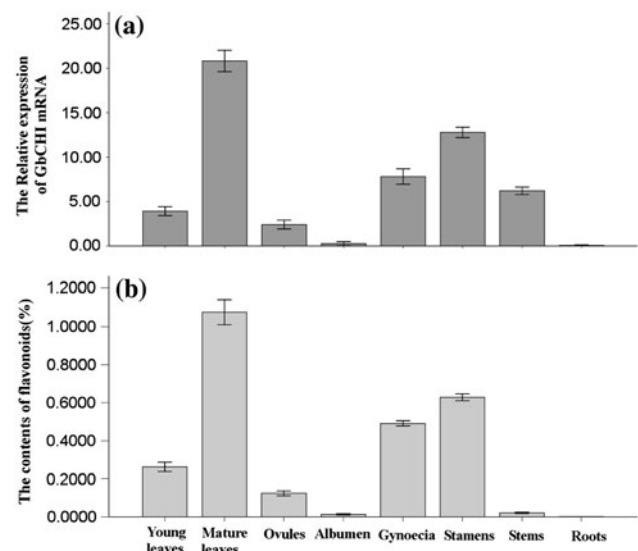 (a)
The Relative expression
of GbCHI mRNA
25.00
20.00
15.00
10.00
5.00
0.00
(b)
The contents of flavonoids(%)
1.2000
1.0000
0.8000
0.6000
0.4000
0.2000
0.0000
Young Mature Ovules Albumen Gynoecia Stamens Stems Roots
leaves leaves